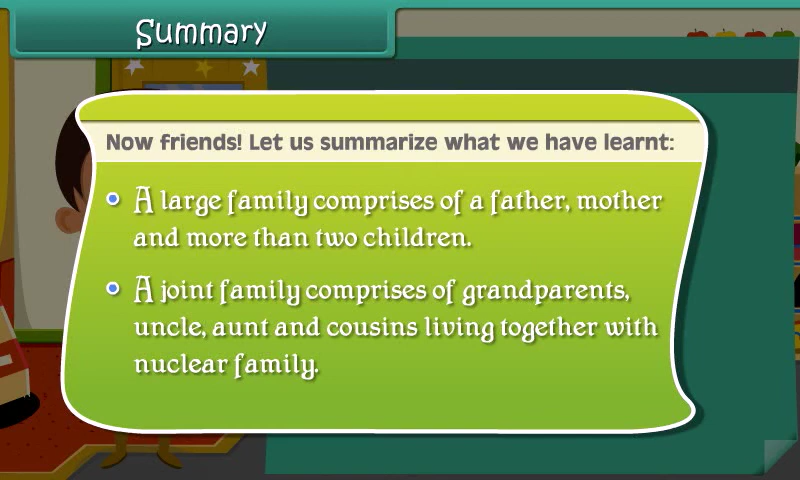 Summary
Now friends! Let us summarize what we have learnt:
A large family comprises of a father, mother
and more than two children.
A joint family comprises of grandparents,
uncle, aunt and cousins living together with
nuclear family.